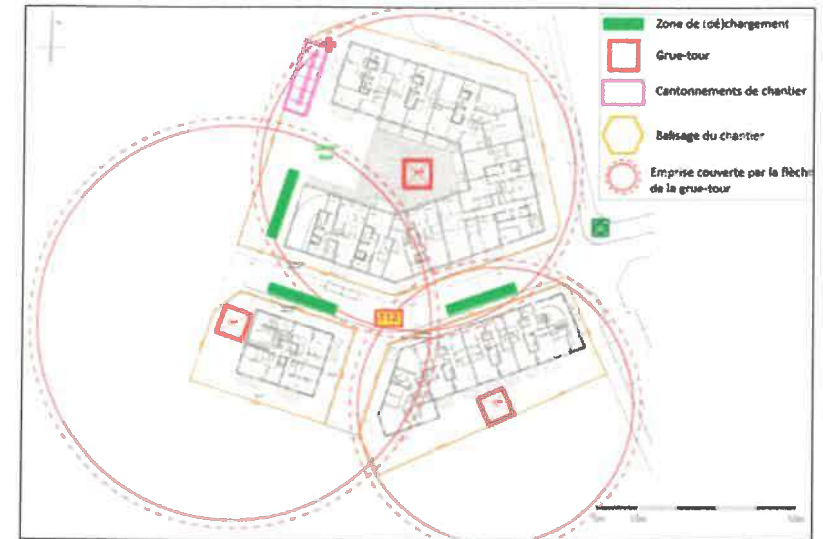 Zone de (dé)chargement
Grue-tour
Cantonnements de chantier
Balisage du chantier
Emprise couverte par la flèche
de la grue-tour